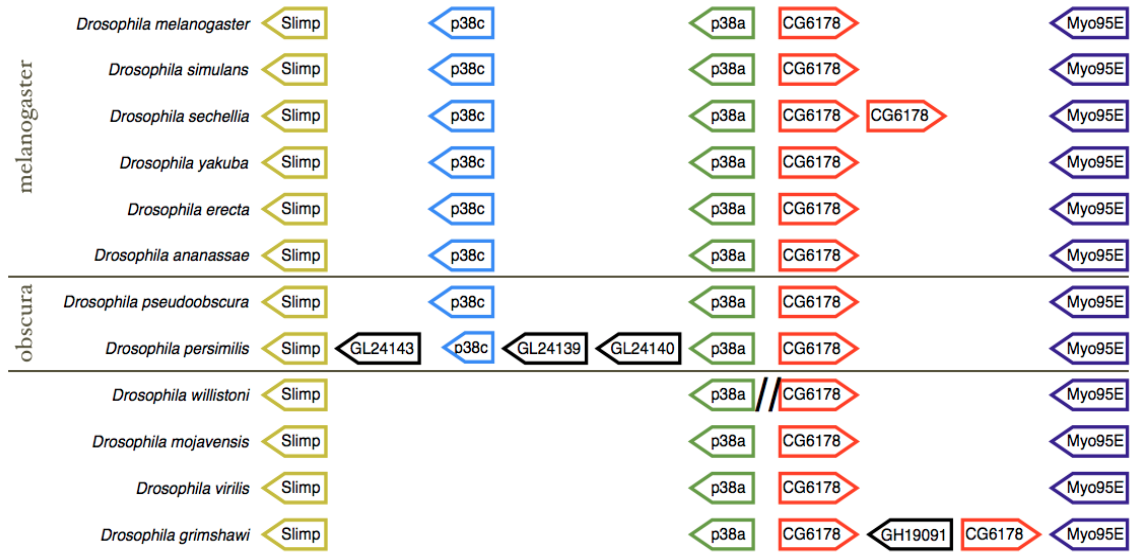 melanogaster
Drosophila melanogaster Slimp p38c p38a CG6178 Myo95E
Drosophila simulans Slimp p38c p38a CG6178 Myo95E
Drosophila sechellia Slimp p38c p38a CG6178 CG6178 Myo95E
Drosophila yakuba Slimp p38c p38a CG6178 Myo95E
Drosophila erecta Slimp p38c p38a CG6178 Myo95E
Drosophila ananassae Slimp p38c p38a CG6178 Myo95E
obscura
Drosophila pseudoobscura Slimp p38c p38a CG6178 Myo95E
Drosophila persimilis Slimp GL24143 p38c GL24139 GL24140 p38a CG6178 Myo95E
Drosophila willistoni Slimp p38a // CG6178 Myo95E
Drosophila mojavensis Slimp p38a CG6178 Myo95E
Drosophila virilis Slimp p38a CG6178 Myo95E
Drosophila grimshawi Slimp p38a CG6178 GH19091 CG6178 Myo95E